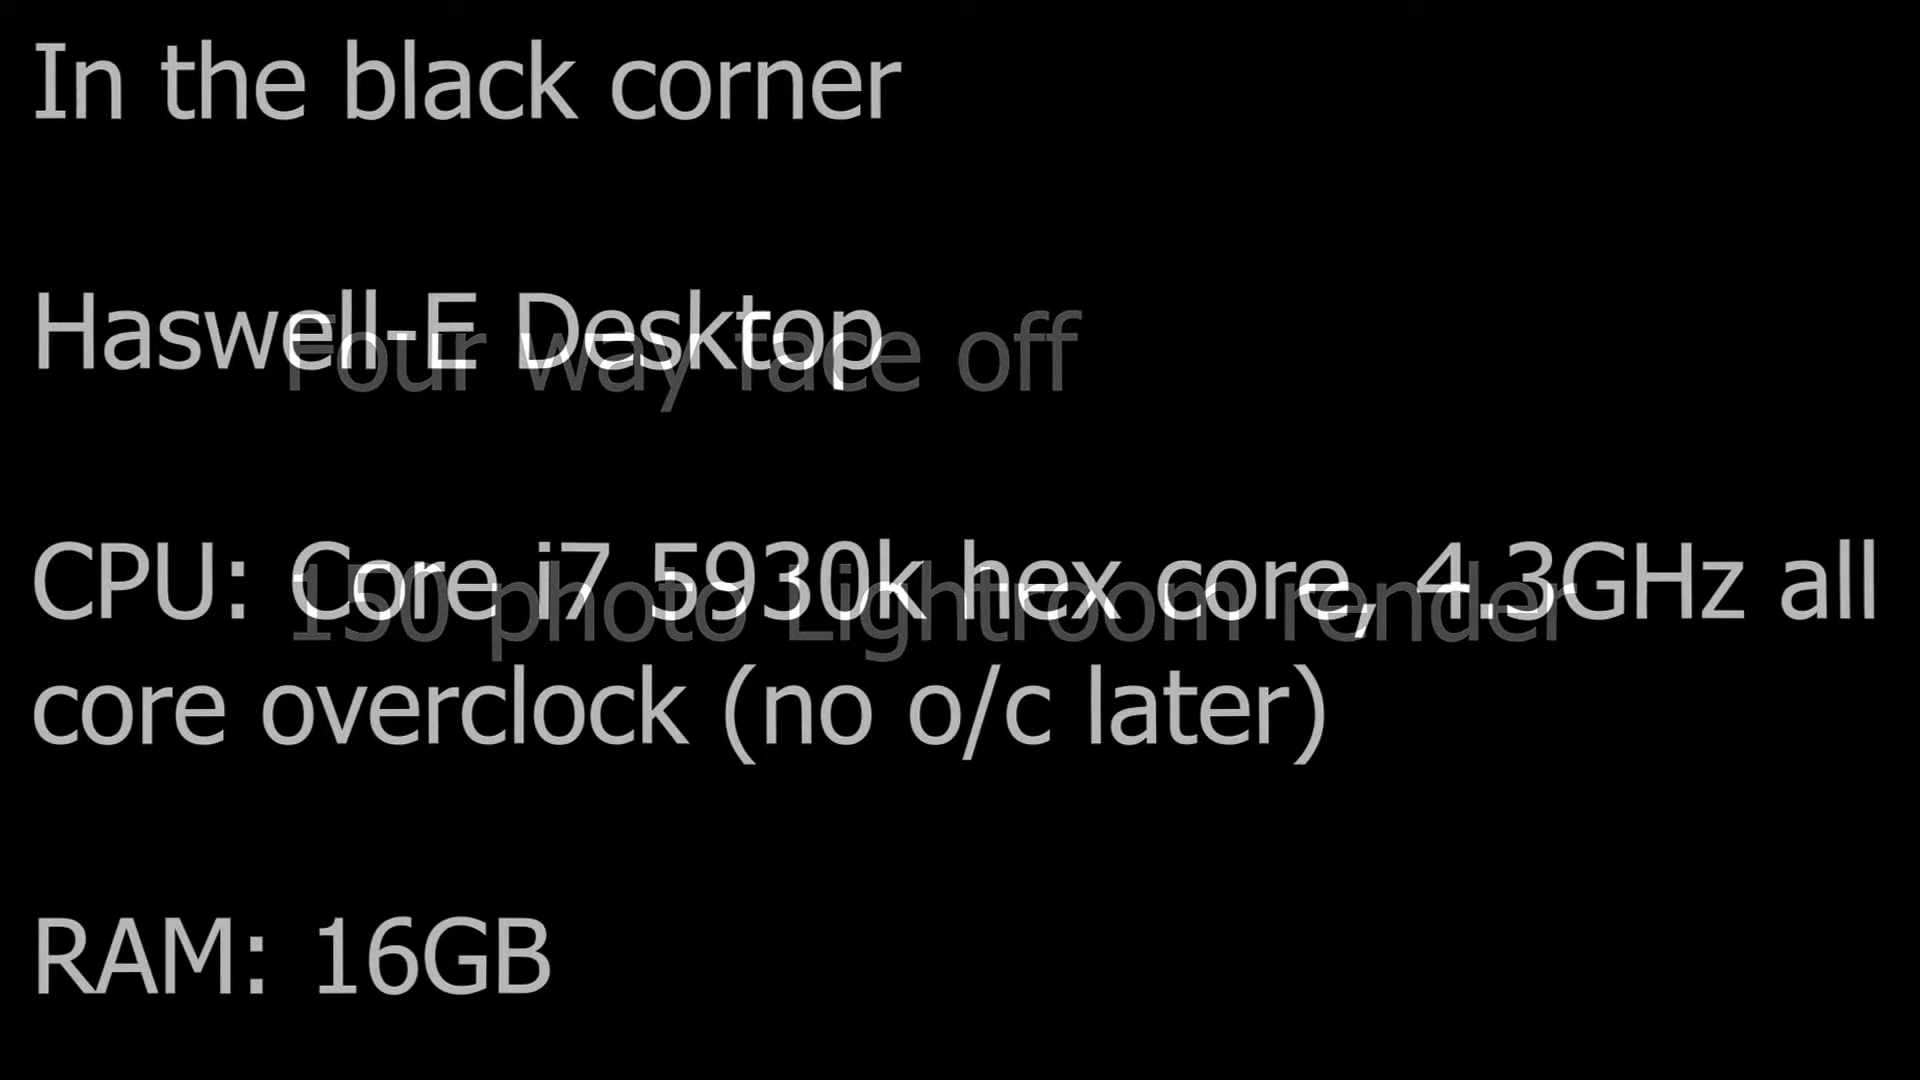 In the black corner
Haswell-E Desktop
Four way face off
CPU: Core i7 5930k hex core, 4.3GHz all
150 photo Lightroom render
core overclock (no o/c later)
RAM: 16GB